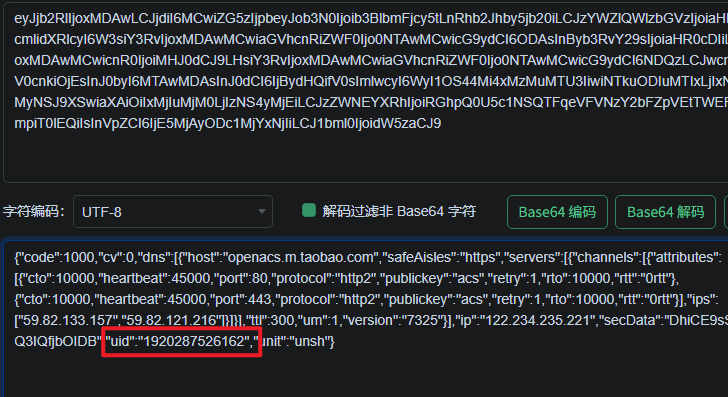 eyJjb2RlIjoxMDAwLCJjdiI6MCwiZG5zIjpbeyJob3N0Ijoib3BlbmFjcy5tLnRhb2Jhby5jb20iLCJzYWZlQWlzbGVzIjoiaH
cmlidXRlcyI6W3siY3RvIjoxMDAwMCwiaGVhcnRiZWF0Ijo0NTAwMCwicG9ydCI6ODAsInByb3RvY29sIjoiaHR0cDIiL
oxMDAwMCwicnR0IjoiMHJ0dCJ9LHsiY3RvIjoxMDAwMCwiaGVhcnRiZWF0Ijo0NTAwMCwicG9ydCI6NDQzLCJwcm
V0cnkiOjEsInJ0byI6MTAwMDAsInJ0dCI6IjBydHQifV0sImlwcyI6WyI1OS44Mi4xMzMuMTU3IiwiNTkuODIuMTIxLjIxN
mpiT0lEQiIsInVpZCI6IjE5MjAyODc1MjYxNjIiLCJ1bml0IjoidW5zaCJ9
字符编码： UTF-8 解码过滤非 Base64 字符 Base64 编码 Base64 解码
{"code":1000,"cv":0,"dns":[{"host":"openacs.m.taobao.com","safeAisles":"https","servers":[{"channels":[{"attributes":
[{"cto":10000,"heartbeat":45000,"port":80,"protocol":"http2","publickey":"acs","retry":1,"rto":10000,"rtt":"0rtt"},
{"cto":10000,"heartbeat":45000,"port":443,"protocol":"http2","publickey":"acs","retry":1,"rto":10000,"rtt":"0rtt"}],"ips
["59.82.133.157","59.82.121.216"]}]}],"ttl":300,"um":1,"version":"7325"}],"ip":"122.234.235.221","secData":"DhiCE9sS
Q3IQfjbOIDB","uid":"1920287526162","unit":"unsh"}